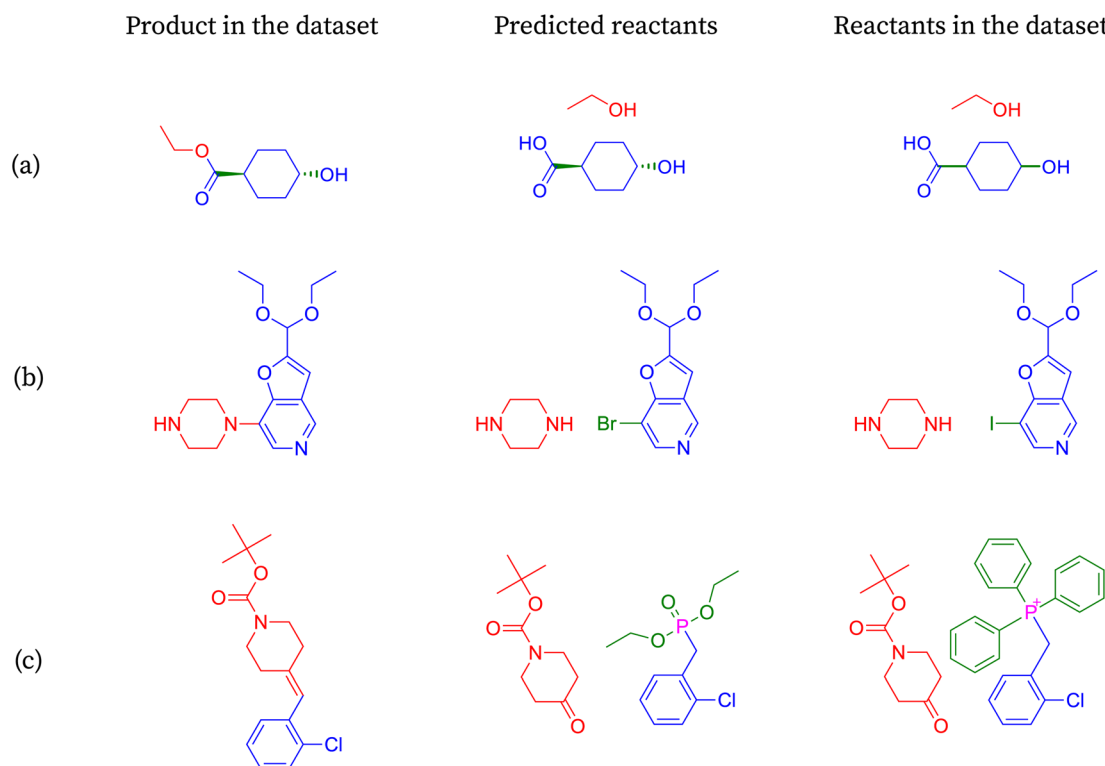 Product in the dataset Predicted reactants Reactants in the dataset
(a)
O
O
OH
OH
HO
O
OH
OH
HO
O
OH
(b)
O O
O
HN N
N
O O
O
HN NH
Br
N
O O
O
HN NH
I
N
(c)
O
O
N
Cl
O
O
N
O
O
P
O
O
Cl
O
O
N
O
P+
Cl